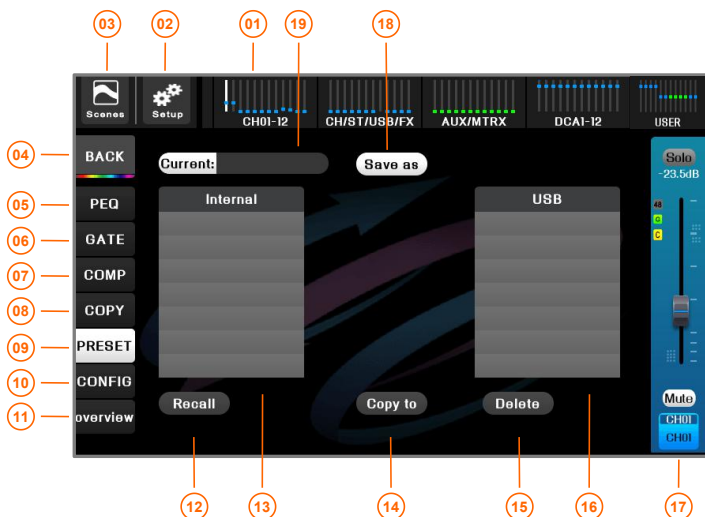 03
02
01
19
18
Scenes
Setup
CH01-12
CH/ST/USB/FX
AUX/MTRX
DCA1-12
USER
04
BACK
Current:
Save as
Solo
-23.5dB
05
PEQ
Internal
USB
48
G
C
06
GATE
07
COMP
08
COPY
09
PRESET
10
CONFIG
Recall
Copy to
Delete
Mute
11
overview
CH01
CH01
12
13
14
15
16
17